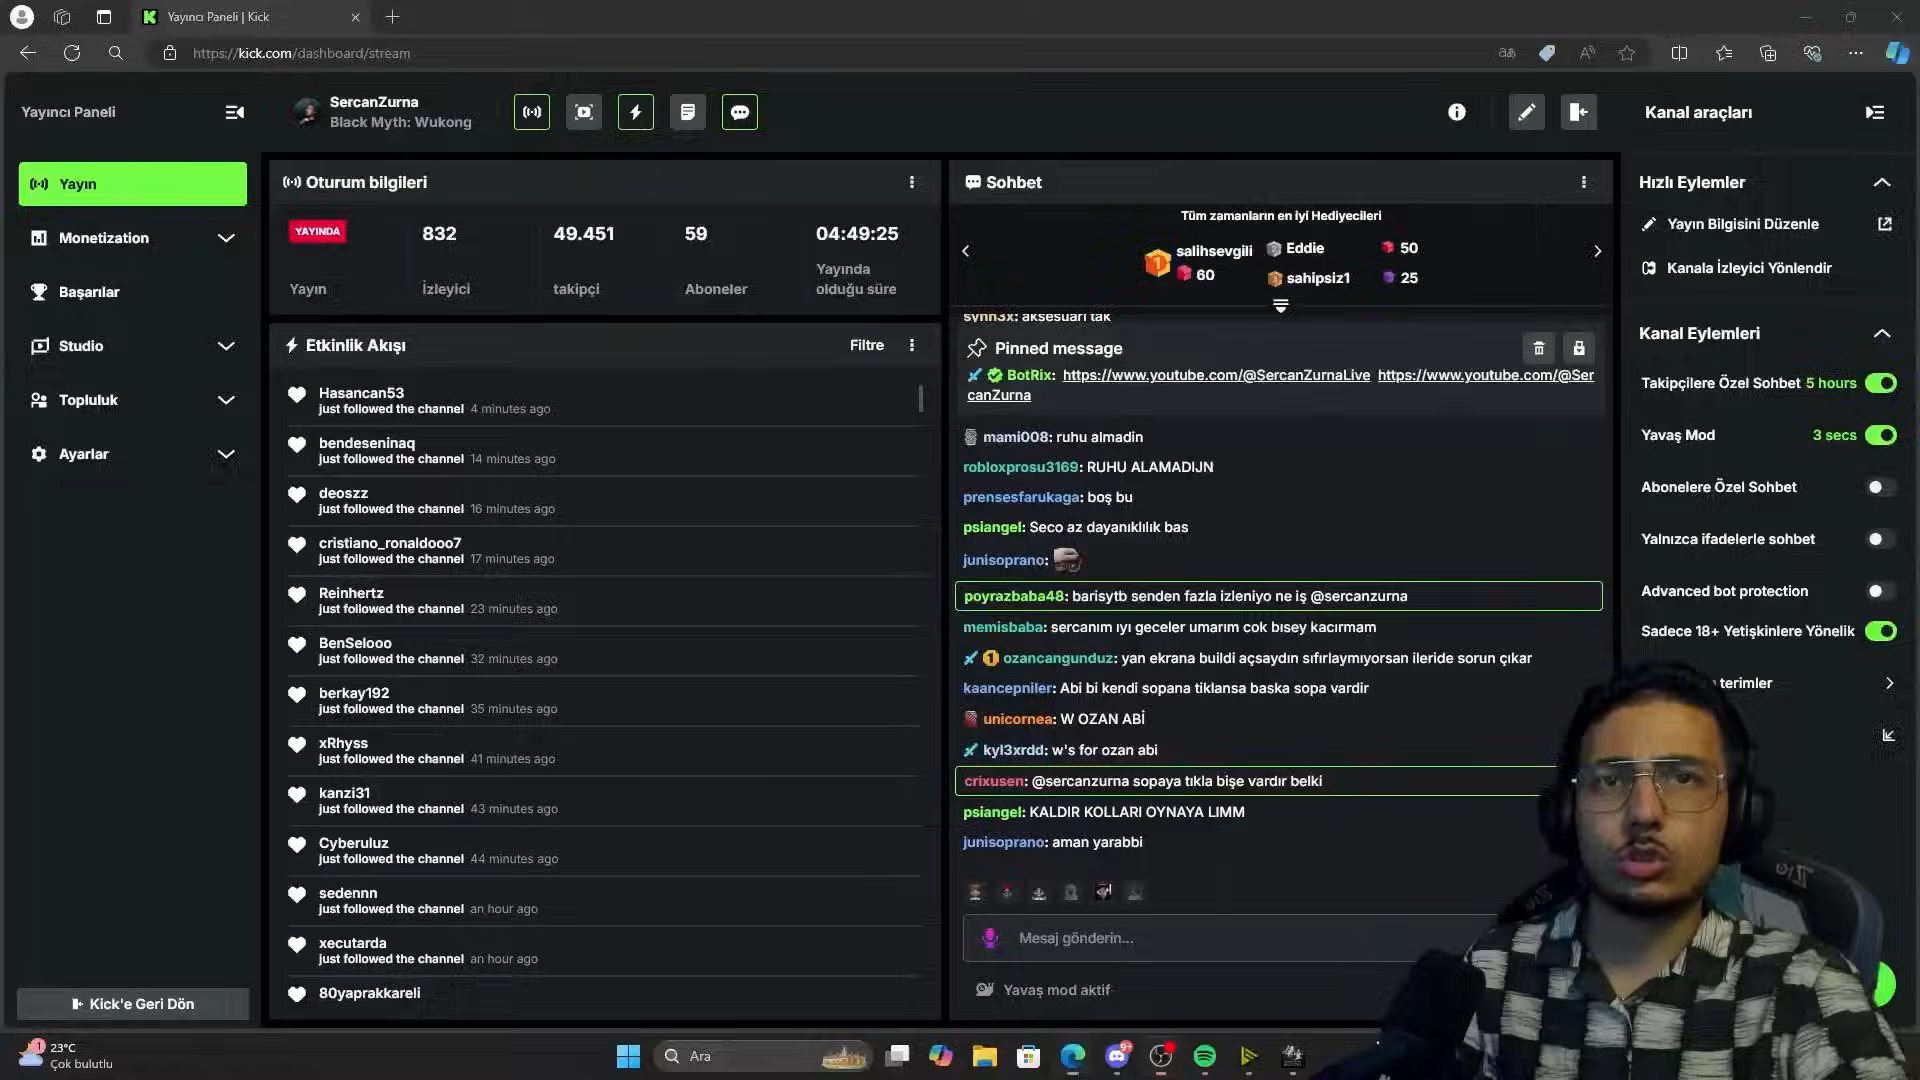 Yayıncı Paneli | Kick
https://kick.com/dashboard/stream
Yayıncı Paneli
SercanZurna
Black Myth: Wukong
Kanal araçları
Yayın
Monetization
Başarılar
Studio
Topluluk
Ayarlar
Kick'e Geri Dön
Oturum bilgileri
YAYINDA
832
49.451
59
04:49:25
Yayın
İzleyici
takipçi
Aboneler
Yayında
olduğu süre
Etkinlik Akışı
Filtre
Hasancan53
just followed the channel 4 minutes ago
bendeseninaq
just followed the channel 14 minutes ago
deoszz
just followed the channel 16 minutes ago
cristiano_ronaldooo7
just followed the channel 17 minutes ago
Reinhertz
just followed the channel 23 minutes ago
BenSelooo
just followed the channel 32 minutes ago
berkay192
just followed the channel 35 minutes ago
xRhyss
just followed the channel 41 minutes ago
kanzi31
just followed the channel 43 minutes ago
Cyberuluz
just followed the channel 44 minutes ago
sedennn
just followed the channel an hour ago
xecutarda
just followed the channel an hour ago
80yaprakkareli
Sohbet
Tüm zamanların en iyi Hediyecileri
1
salihsevgili
60
Eddie
50
sahipsiz1
25
synn3x: aksesuarı tak
Pinned message
BotRix: https://www.youtube.com/@SercanZurnaLive https://www.youtube.com/@Ser
canZurna
mami008: ruhu almadin
robloxprosu3169: RUHU ALAMADIJN
prensesfarukaga: boş bu
psiangel: Seco az dayanıklılık bas
junisoprano:
poyrazbaba48: barisytb senden fazla izleniyo ne iş @sercanzurna
memisbaba: sercanım ıyı geceler umarım cok bısey kacırmam
1 ozancangunduz: yan ekrana buildi açsaydın sıfırlaymıyorsan ileride sorun çıkar
kaancepniler: Abi bi kendi sopana tiklansa baska sopa vardir
unicornea: W OZAN ABİ
kyl3xrdd: w's for ozan abi
crixusen: @sercanzurna sopaya tıkla bişe vardır belki
psiangel: KALDIR KOLLARI OYNAYA LIMM
junisoprano: aman yarabbi
Mesaj gönderin...
Yavaş mod aktif
Hızlı Eylemler
Yayın Bilgisini Düzenle
Kanala İzleyici Yönlendir
Kanal Eylemleri
Takipçilere Özel Sohbet 5 hours
Yavaş Mod 3 secs
Abonelere Özel Sohbet
Yalnızca ifadelerle sohbet
Advanced bot protection
Sadece 18+ Yetişkinlere Yönelik
terimler
1
23°C
Çok bulutlu
Ara
9+